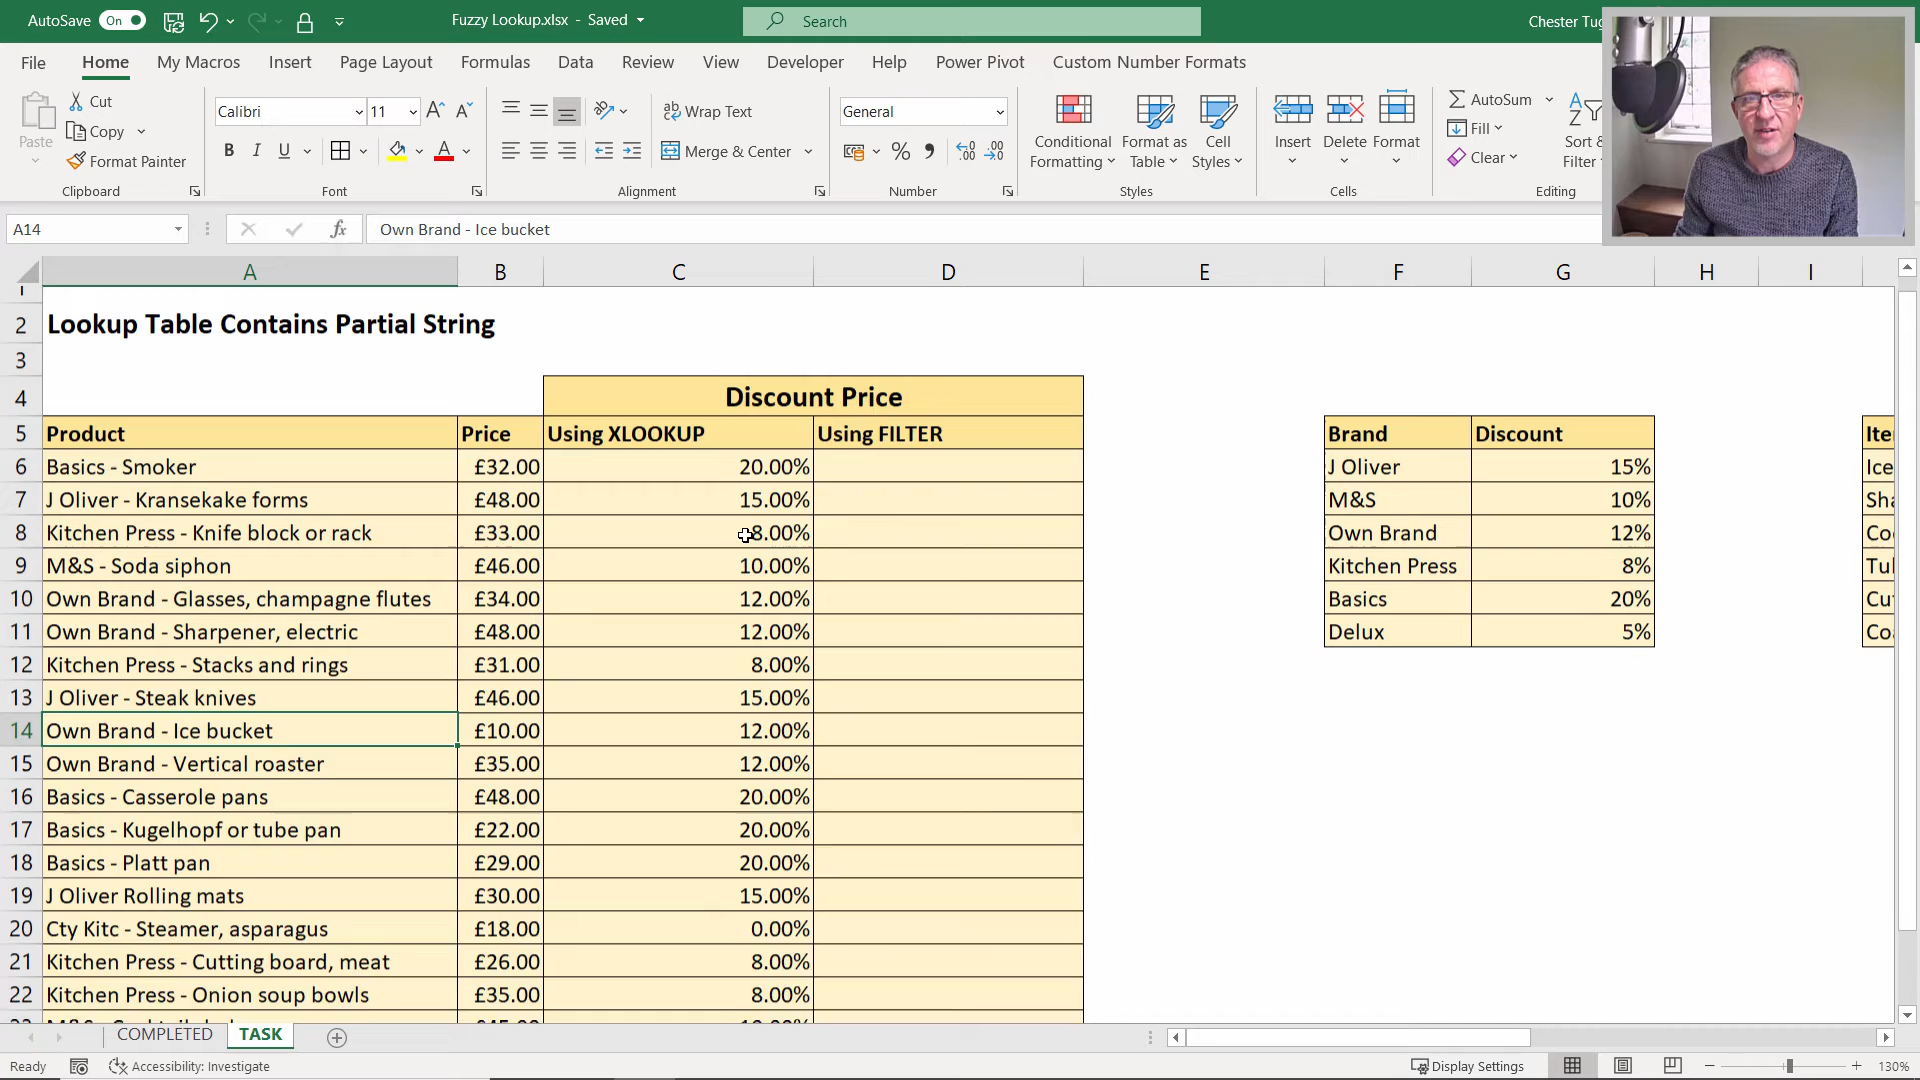 AutoSave On Fuzzy Lookup.xlsx - Saved Search Chester
File Home My Macros Insert Page Layout Formulas Data Review View Developer Help Power Pivot Custom Number Formats
Paste Cut Copy Format Painter Clipboard
Calibri 11 B I U A Font
Wrap Text Merge & Center Alignment
General % Number
Conditional Formatting Format as Table Cell Styles Styles
Insert Delete Format Cells
AutoSum Fill Clear Sort & Filter Editing
A14 fx Own Brand - Ice bucket
A B C D E F G H I
2 Lookup Table Contains Partial String
3
4 Discount Price
5 Product Price Using XLOOKUP Using FILTER Brand Discount
6 Basics - Smoker £32.00 20.00% J Oliver 15% Ice
7 J Oliver - Kransekake forms £48.00 15.00% M&S 10%
8 Kitchen Press - Knife block or rack £33.00 8.00% Own Brand 12%
9 M&S - Soda siphon £46.00 10.00% Kitchen Press 8%
10 Own Brand - Glasses, champagne flutes £34.00 12.00% Basics 20%
11 Own Brand - Sharpener, electric £48.00 12.00% Delux 5%
12 Kitchen Press - Stacks and rings £31.00 8.00%
13 J Oliver - Steak knives £46.00 15.00%
14 Own Brand - Ice bucket £10.00 12.00%
15 Own Brand - Vertical roaster £35.00 12.00%
16 Basics - Casserole pans £48.00 20.00%
17 Basics - Kugelhopf or tube pan £22.00 20.00%
18 Basics - Platt pan £29.00 20.00%
19 J Oliver Rolling mats £30.00 15.00%
20 Cty Kitc - Steamer, asparagus £18.00 0.00%
21 Kitchen Press - Cutting board, meat £26.00 8.00%
22 Kitchen Press - Onion soup bowls £35.00 8.00%
COMPLETED TASK
Ready Accessibility: Investigate Display Settings 130%